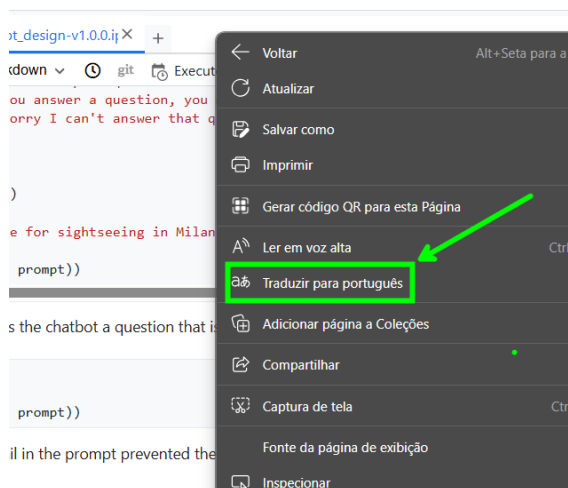 pt_design-v1.0.0.ip
kdown
git
Execut
ou answer a question, you
orry I can't answer that q
)
e for sightseeing in Milan
prompt))
s the chatbot a question that is
prompt))
il in the prompt prevented the
Voltar Alt+Seta para a
Atualizar
Salvar como
Imprimir
Gerar código QR para esta Página
Ler em voz alta Ctrl
aあ Traduzir para português
Adicionar página a Coleções
Compartilhar
Captura de tela Ctr
Fonte da página de exibição
Inspecionar